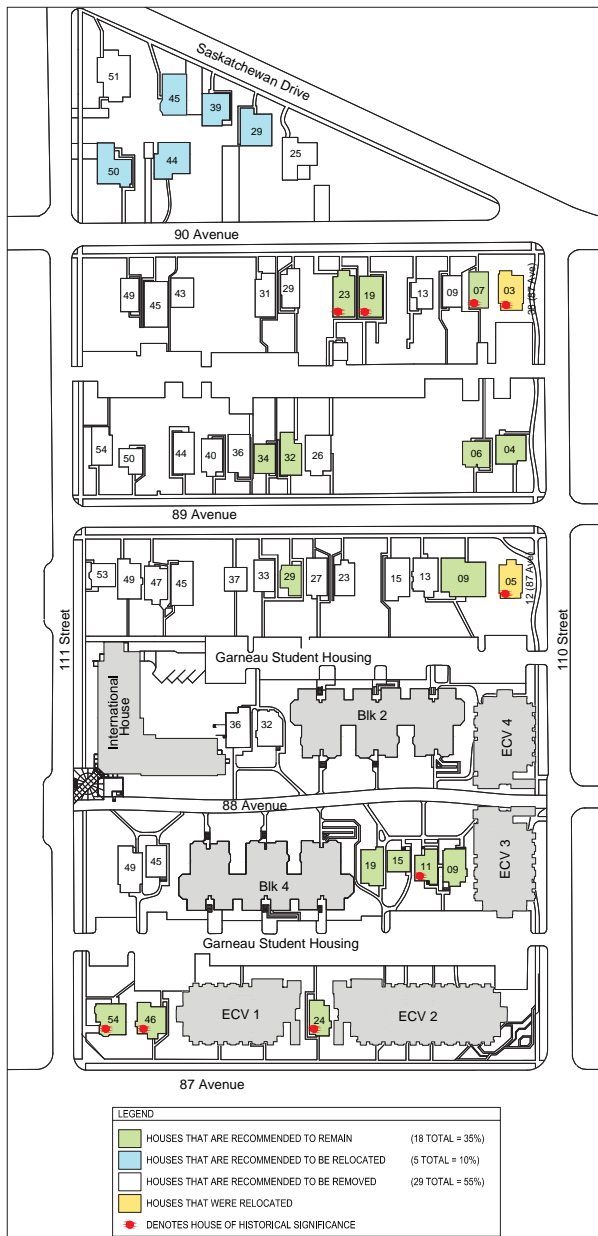 Saskatchewan Drive
51
45
39
29
25
50
44
90 Avenue
49
45
43
31
29
23
19
13
09
07
03
28 (87 Ave)
54
50
44
40
36
34
32
26
06
04
89 Avenue
111 Street
110 Street
53
49
47
45
37
33
29
27
23
15
13
09
05
12 (87 Ave)
Garneau Student Housing
International
House
36
32
Blk 2
ECV 4
88 Avenue
49
45
Blk 4
19
15
11
09
ECV 3
Garneau Student Housing
54
46
ECV 1
24
ECV 2
87 Avenue
LEGEND
HOUSES THAT ARE RECOMMENDED TO REMAIN (18 TOTAL = 35%)
HOUSES THAT ARE RECOMMENDED TO BE RELOCATED (5 TOTAL = 10%)
HOUSES THAT ARE RECOMMENDED TO BE REMOVED (29 TOTAL = 55%)
HOUSES THAT WERE RELOCATED
DENOTES HOUSE OF HISTORICAL SIGNIFICANCE